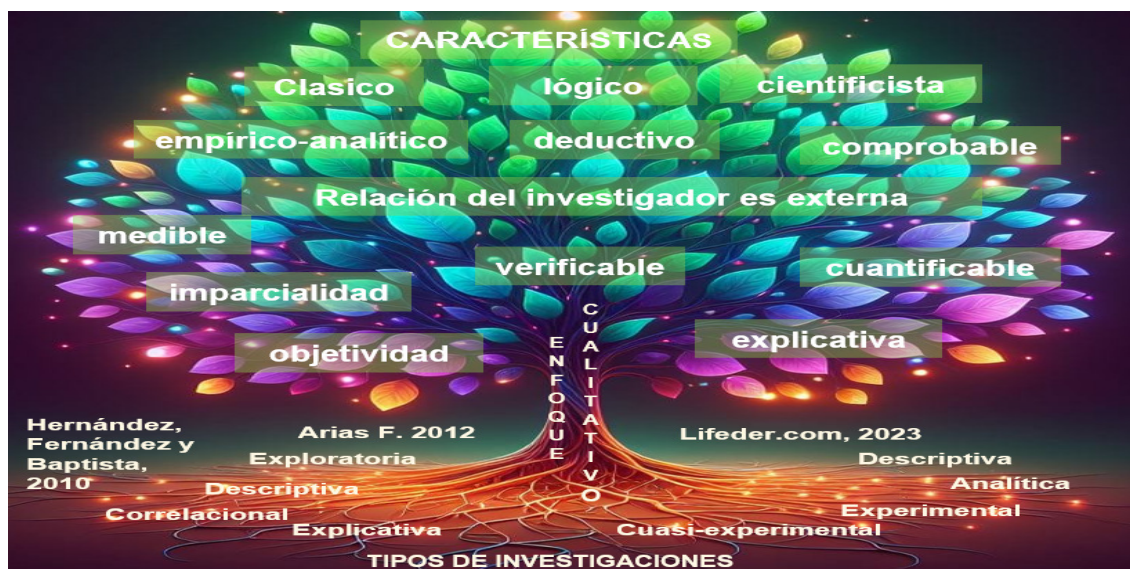 CARACTERÍSTICAS
Clasico
lógico
cientificista
empírico-analítico
deductivo
comprobable
Relación del investigador es externa
medible
verificable
cuantificable
imparcialidad
objetividad
explicativa
ENFOQUE
CUALITATIVO
Hernández,
Fernández y
Baptista,
2010
Arias F. 2012
Lifeder.com, 2023
Exploratoria
Descriptiva
Descriptiva
Analítica
Correlacional
Experimental
Explicativa
Cuasi-experimental
TIPOS DE INVESTIGACIONES